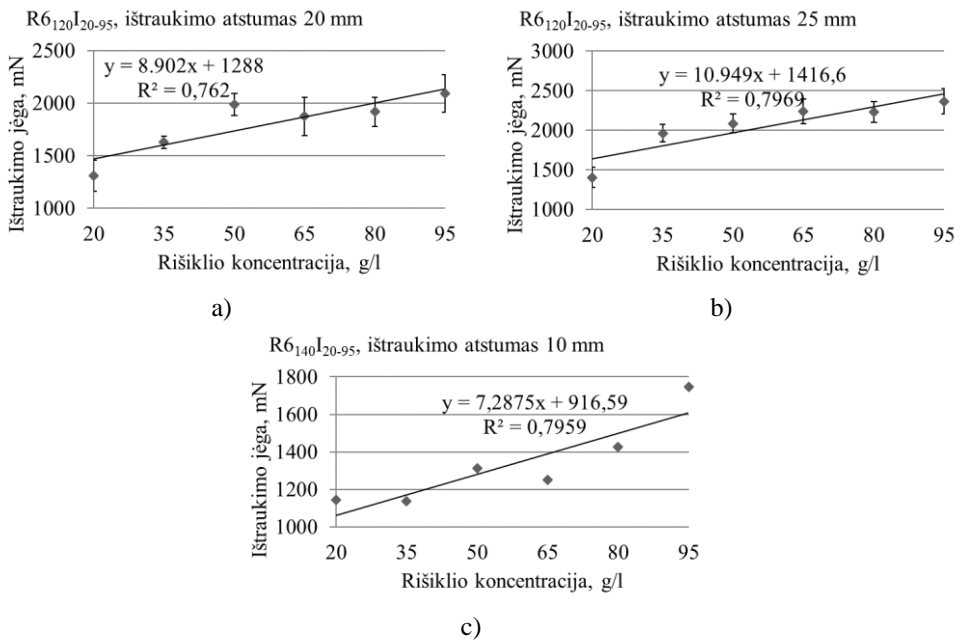 R6₁₂₀I₂₀₋₉₅, ištraukimo atstumas 20 mm
Ištraukimo jėga, mN
2500
2000
1500
1000
y = 8.902x + 1288
R² = 0,762
20 35 50 65 80 95
Rišiklio koncentracija, g/l
a)
R6₁₂₀I₂₀₋₉₅, ištraukimo atstumas 25 mm
Ištraukimo jėga, mN
3000
2500
2000
1500
1000
y = 10.949x + 1416,6
R² = 0,7969
20 35 50 65 80 95
Rišiklio koncentracija, g/l
b)
R6₁₄₀I₂₀₋₉₅, ištraukimo atstumas 10 mm
Ištraukimo jėga, mN
1800
1600
1400
1200
1000
y = 7,2875x + 916,59
R² = 0,7959
20 35 50 65 80 95
Rišiklio koncentracija, g/l
c)